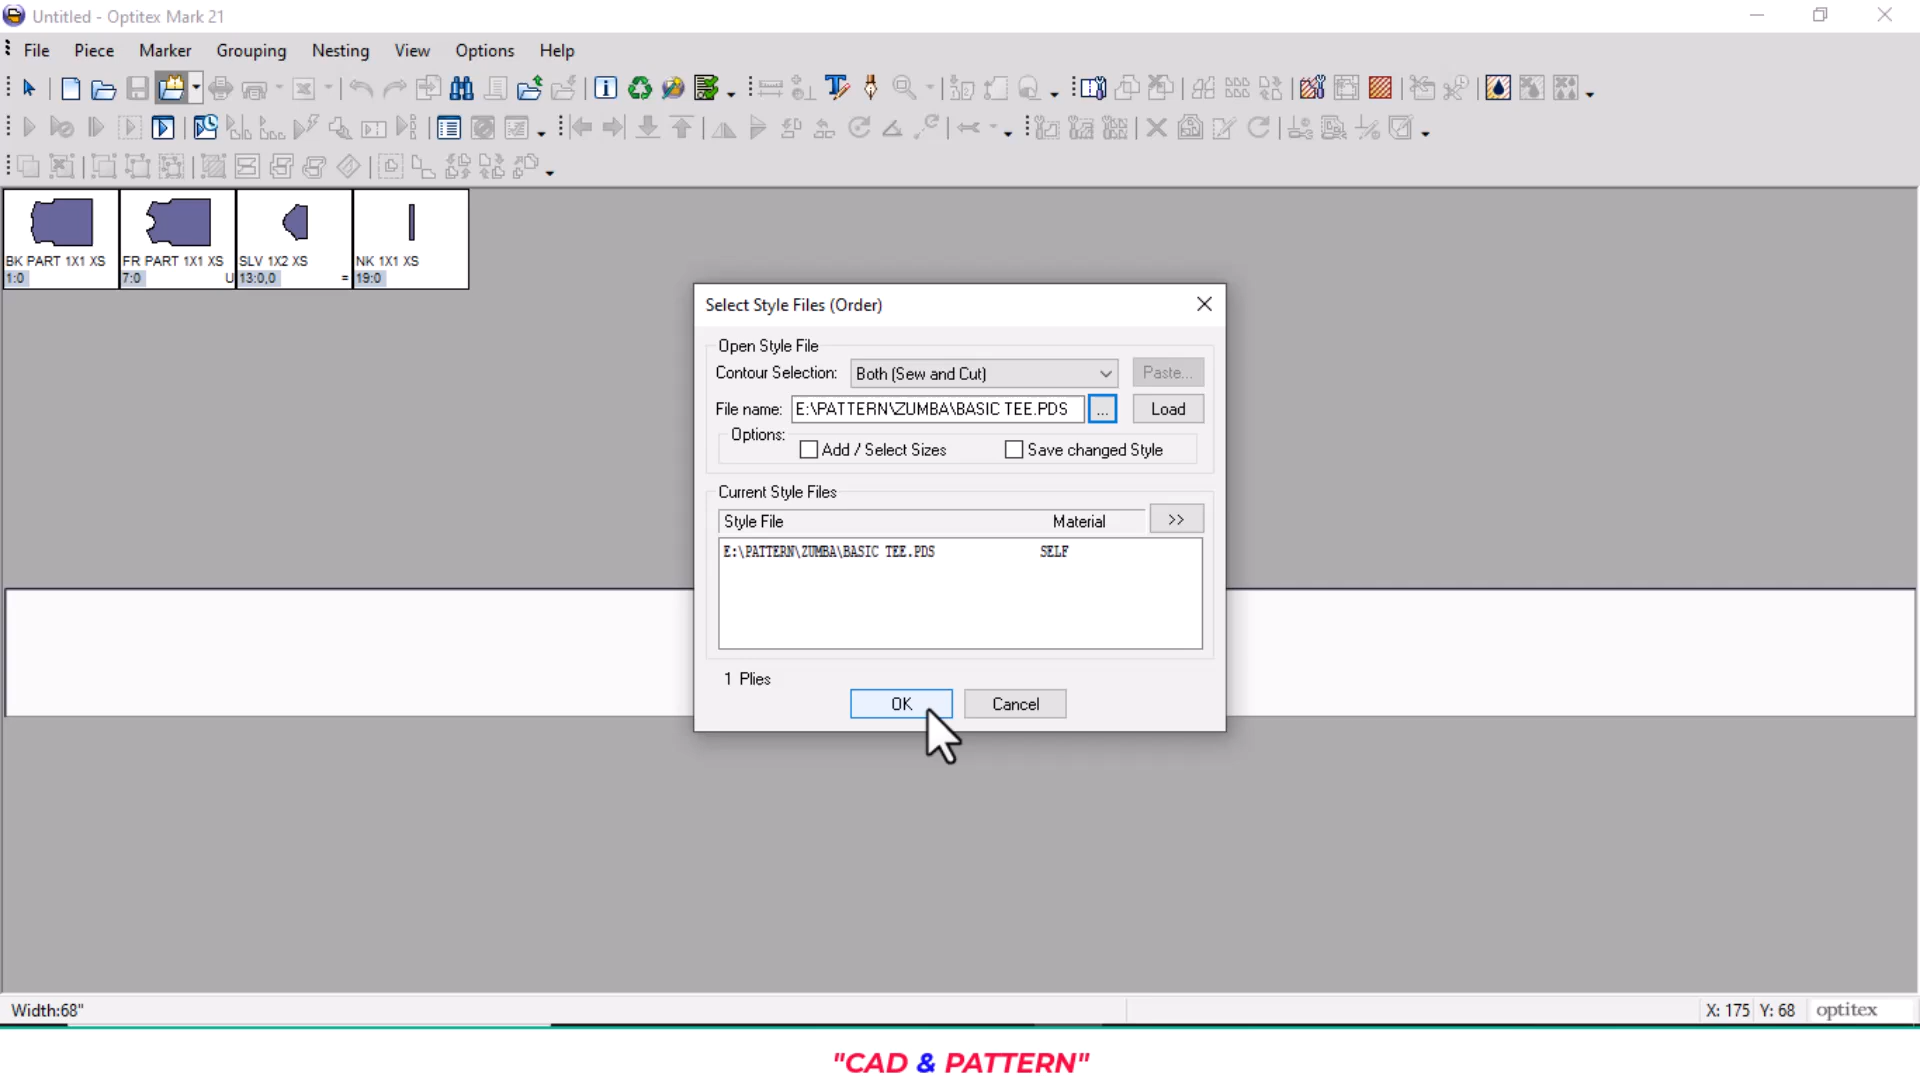 Untitled - Optitex Mark 21
File Piece Marker Grouping Nesting View Options Help
BK PART 1X1 XS FR PART 1X1 XS SLV 1X2 XS NK 1X1 XS
1:0 7:0 U 13:0,0 = 19:0
Select Style Files (Order)
Open Style File
Contour Selection: Both (Sew and Cut) Paste...
File name: E:\PATTERN\ZUMBA\BASIC TEE.PDS ... Load
Options:
Add / Select Sizes Save changed Style
Current Style Files
Style File Material >>
E:\PATTERN\ZUMBA\BASIC TEE.PDS SELF
1 Plies
OK Cancel
Width:68" X: 175 Y: 68 optitex
"CAD & PATTERN"